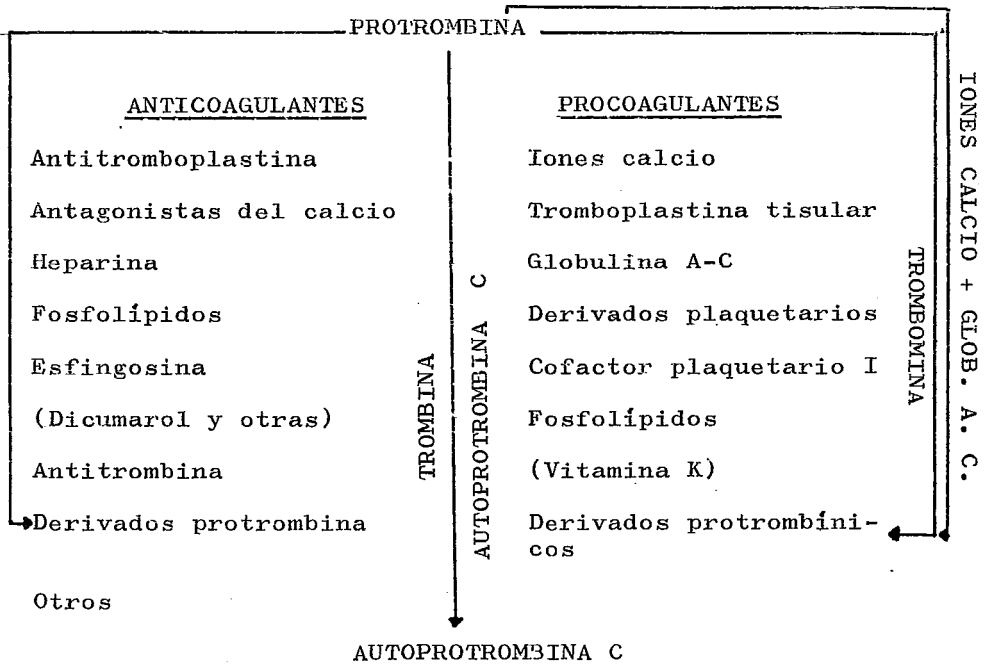 PROTROMBINA
ANTICOAGULANTES
Antitromboplastina
Antagonistas del calcio
Heparina
Fosfolípidos
Esfingosina
(Dicumarol y otras)
Antitrombina
Derivados protrombina
Otros
TROMBINA
AUTOPROTROMBINA C
PROCOAGULANTES
Iones calcio
Tromboplastina tisular
Globulina A-C
Derivados plaquetarios
Cofactor plaquetario I
Fosfolípidos
(Vitamina K)
Derivados protrombíni-
cos
TROMBOMINA
IONES CALCIO + GLOB. A. C.
AUTOPROTROMBINA C